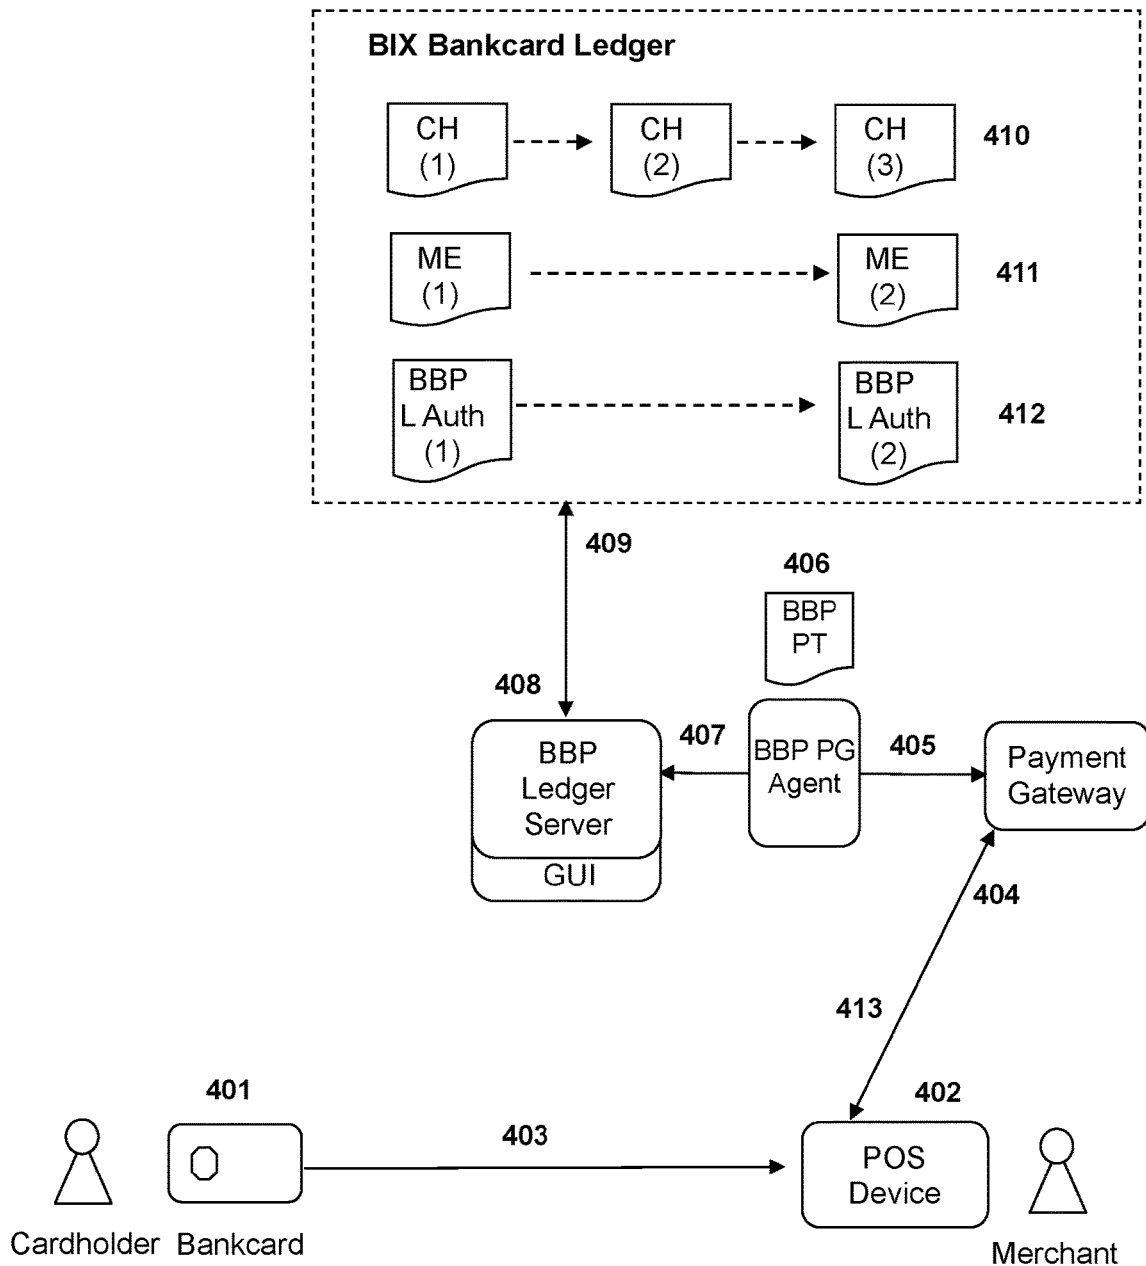 BIX Bankcard Ledger
CH
(1)
CH
(2)
CH
(3)
410
ME
(1)
ME
(2)
411
BBP
L Auth
(1)
BBP
L Auth
(2)
412
409
406
BBP
PT
408
BBP
Ledger
Server
GUI
407
BBP PG
Agent
405
Payment
Gateway
404
413
401
403
402
POS
Device
Cardholder
Bankcard
Merchant